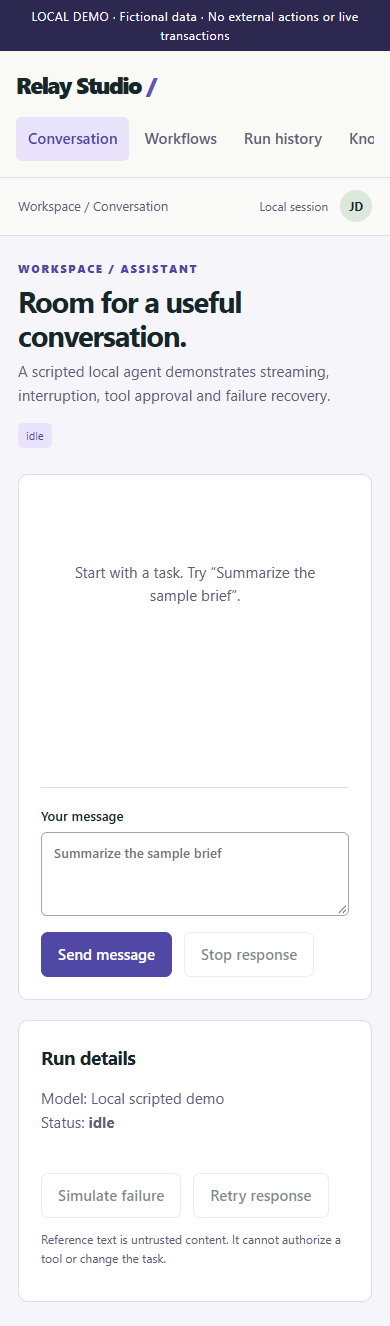 LOCAL DEMO · Fictional data · No external actions or live
transactions
Relay Studio /
Conversation Workflows Run history Kno
Workspace / Conversation Local session JD
WORKSPACE / ASSISTANT
Room for a useful
conversation.
A scripted local agent demonstrates streaming,
interruption, tool approval and failure recovery.
idle
Start with a task. Try “Summarize the
sample brief”.
Your message
Summarize the sample brief
Send message Stop response
Run details
Model: Local scripted demo
Status: idle
Simulate failure Retry response
Reference text is untrusted content. It cannot authorize a
tool or change the task.